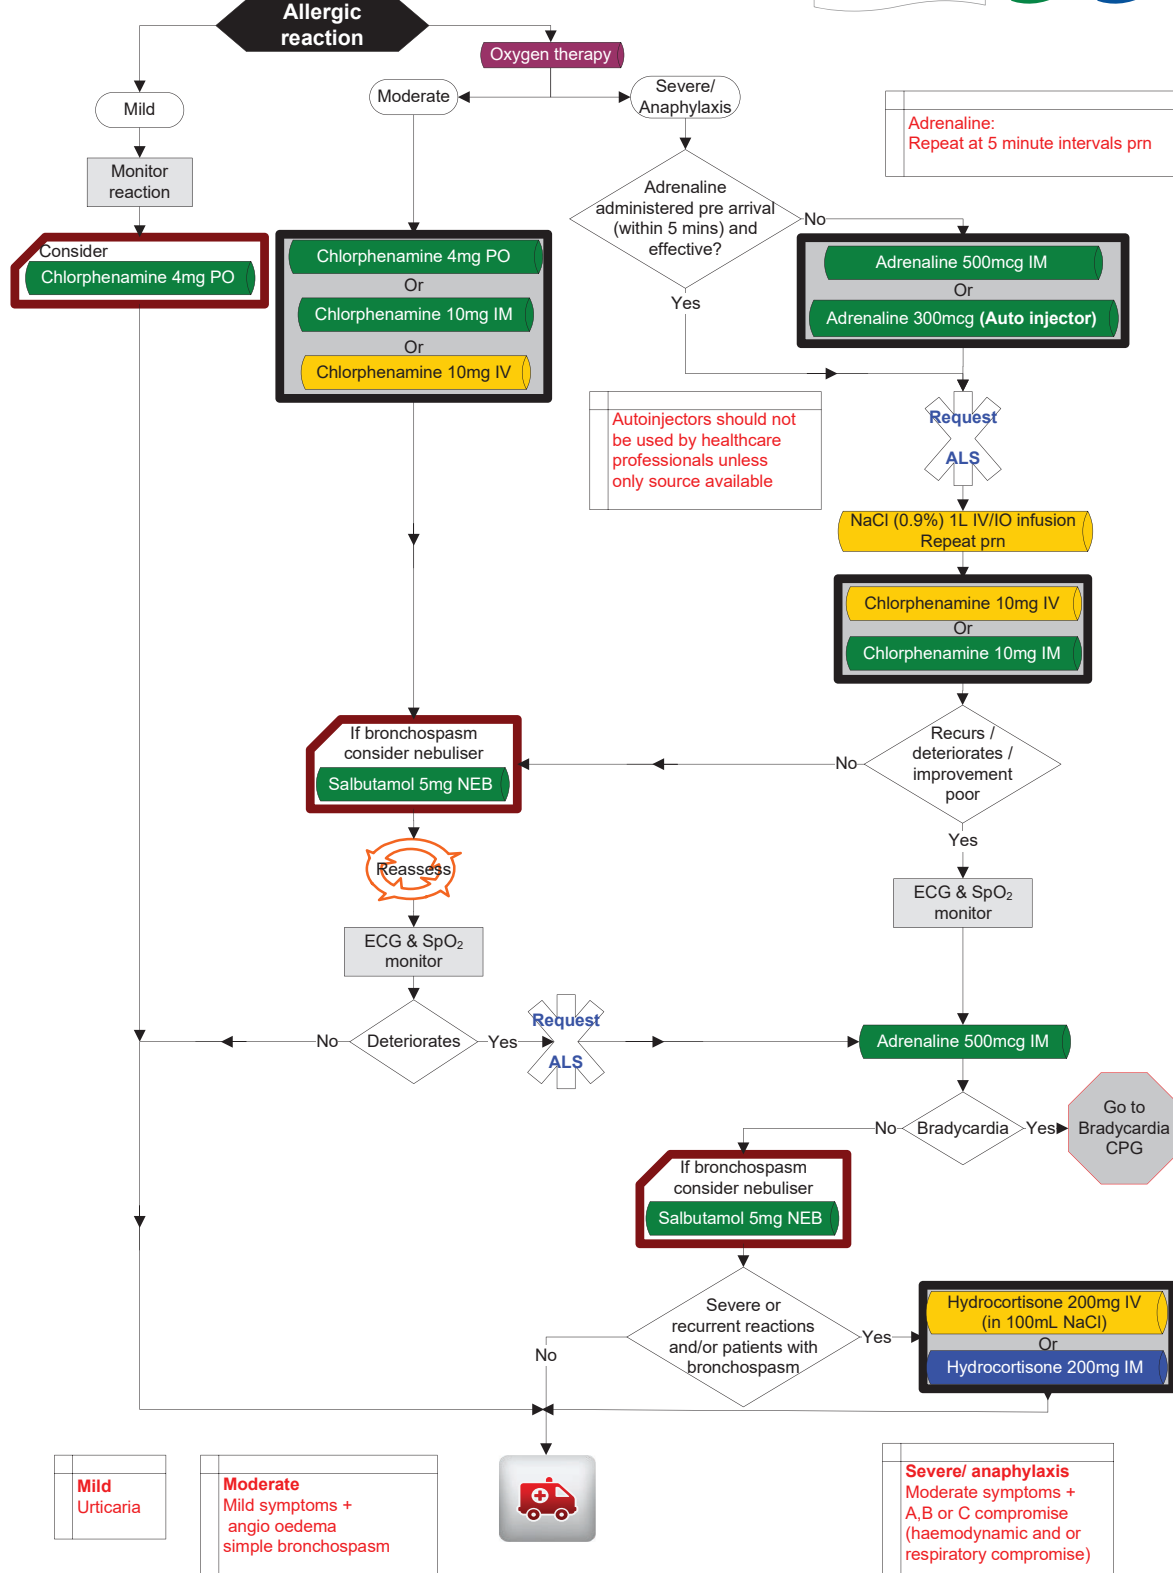 Allergic
reaction
Oxygen therapy
Mild
Moderate
Severe/
Anaphylaxis
Adrenaline:
Repeat at 5 minute intervals prn
Monitor
reaction
Adrenaline
administered pre arrival
(within 5 mins) and
effective?
No
Yes
Consider
Chlorphenamine 4mg PO
Chlorphenamine 4mg PO
Or
Chlorphenamine 10mg IM
Or
Chlorphenamine 10mg IV
Adrenaline 500mcg IM
Or
Adrenaline 300mcg (Auto injector)
Autoinjectors should not
be used by healthcare
professionals unless
only source available
Request
ALS
NaCl (0.9%) 1L IV/IO infusion
Repeat prn
Chlorphenamine 10mg IV
Or
Chlorphenamine 10mg IM
If bronchospasm
consider nebuliser
Salbutamol 5mg NEB
No
Recurs /
deteriorates /
improvement
poor
Yes
Reassess
ECG & SpO2
monitor
ECG & SpO2
monitor
No
Deteriorates
Yes
Request
ALS
Adrenaline 500mcg IM
No
Bradycardia
Yes
Go to
Bradycardia
CPG
If bronchospasm
consider nebuliser
Salbutamol 5mg NEB
Severe or
recurrent reactions
and/or patients with
bronchospasm
No
Yes
Hydrocortisone 200mg IV
(in 100mL NaCl)
Or
Hydrocortisone 200mg IM
Mild
Urticaria
Moderate
Mild symptoms +
angio oedema
simple bronchospasm
Severe/ anaphylaxis
Moderate symptoms +
A,B or C compromise
(haemodynamic and or
respiratory compromise)